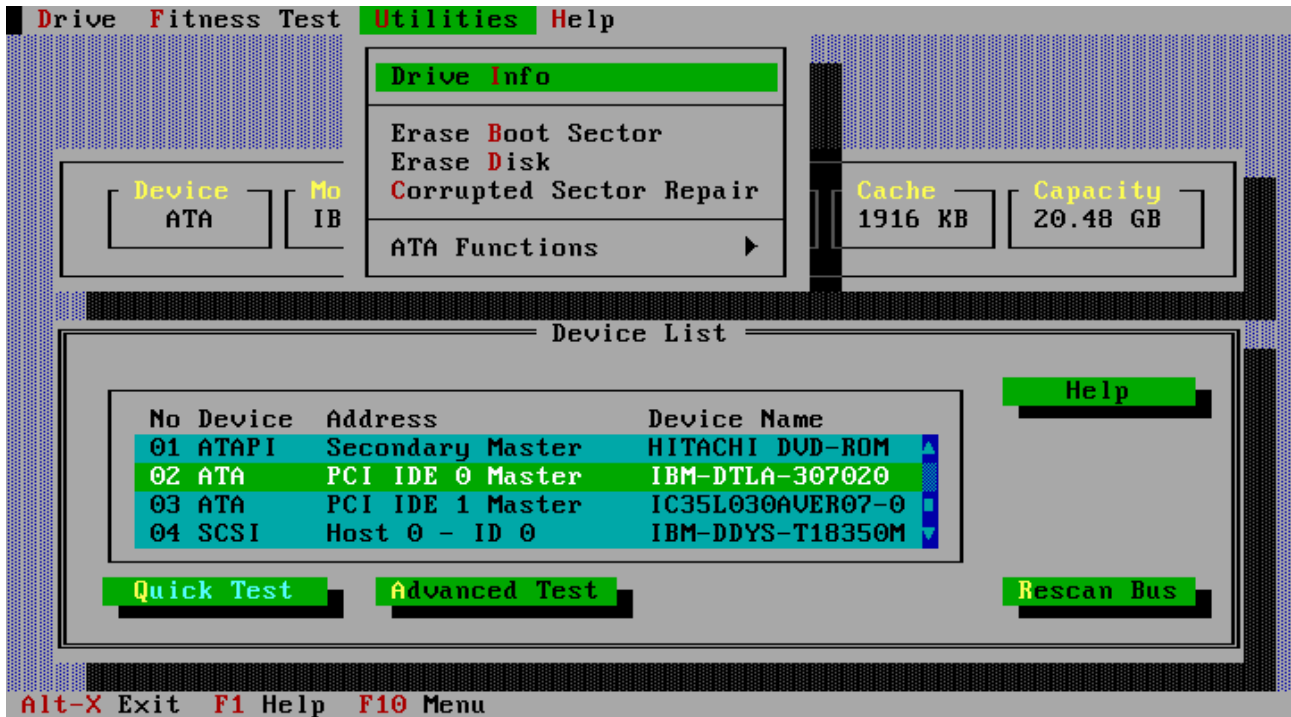 Drive Fitness Test Utilities Help
Drive Info
Erase Boot Sector
Erase Disk
Corrupted Sector Repair
ATA Functions
Device Mo Cache Capacity
ATA IB 1916 KB 20.48 GB
Device List
Help
No Device Address Device Name
01 ATAPI Secondary Master HITACHI DVD-ROM
02 ATA PCI IDE 0 Master IBM-DTLA-307020
03 ATA PCI IDE 1 Master IC35L030AVER07-0
04 SCSI Host 0 - ID 0 IBM-DDYS-T18350M
Quick Test Advanced Test Rescan Bus
Alt-X Exit F1 Help F10 Menu